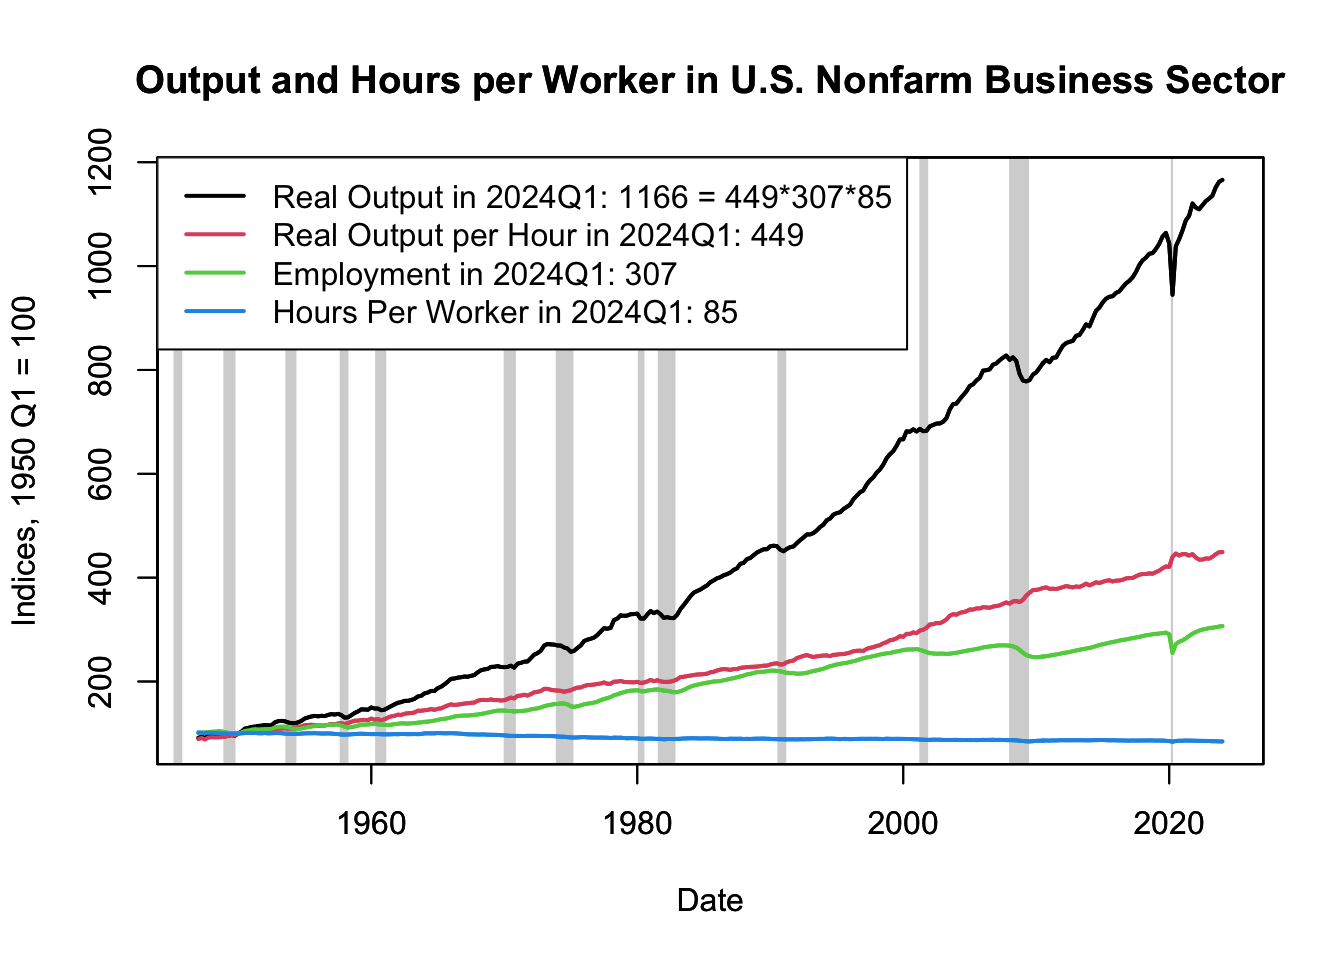 Output and Hours per Worker in U.S. Nonfarm Business Sector
Real Output in 2024Q1: 1166 = 449*307*85
Real Output per Hour in 2024Q1: 449
Employment in 2024Q1: 307
Hours Per Worker in 2024Q1: 85
Indices, 1950 Q1 = 100
1200
1000
800
600
400
200
1960 1980 2000 2020
Date